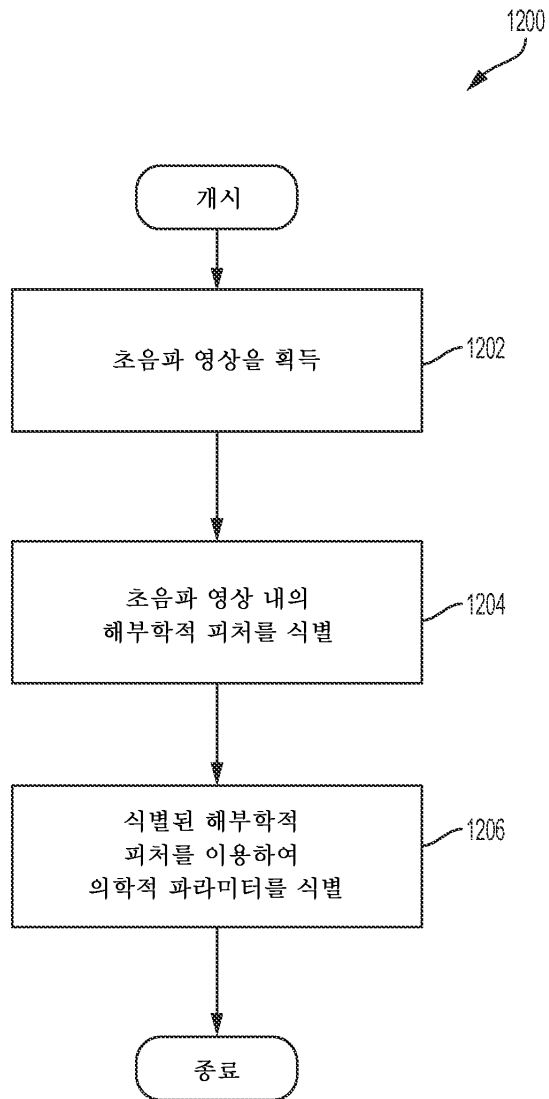 1200
개시
초음파 영상을 획득
1202
초음파 영상 내의
해부학적 피처를 식별
1204
식별된 해부학적
피처를 이용하여
의학적 파라미터를 식별
1206
종료